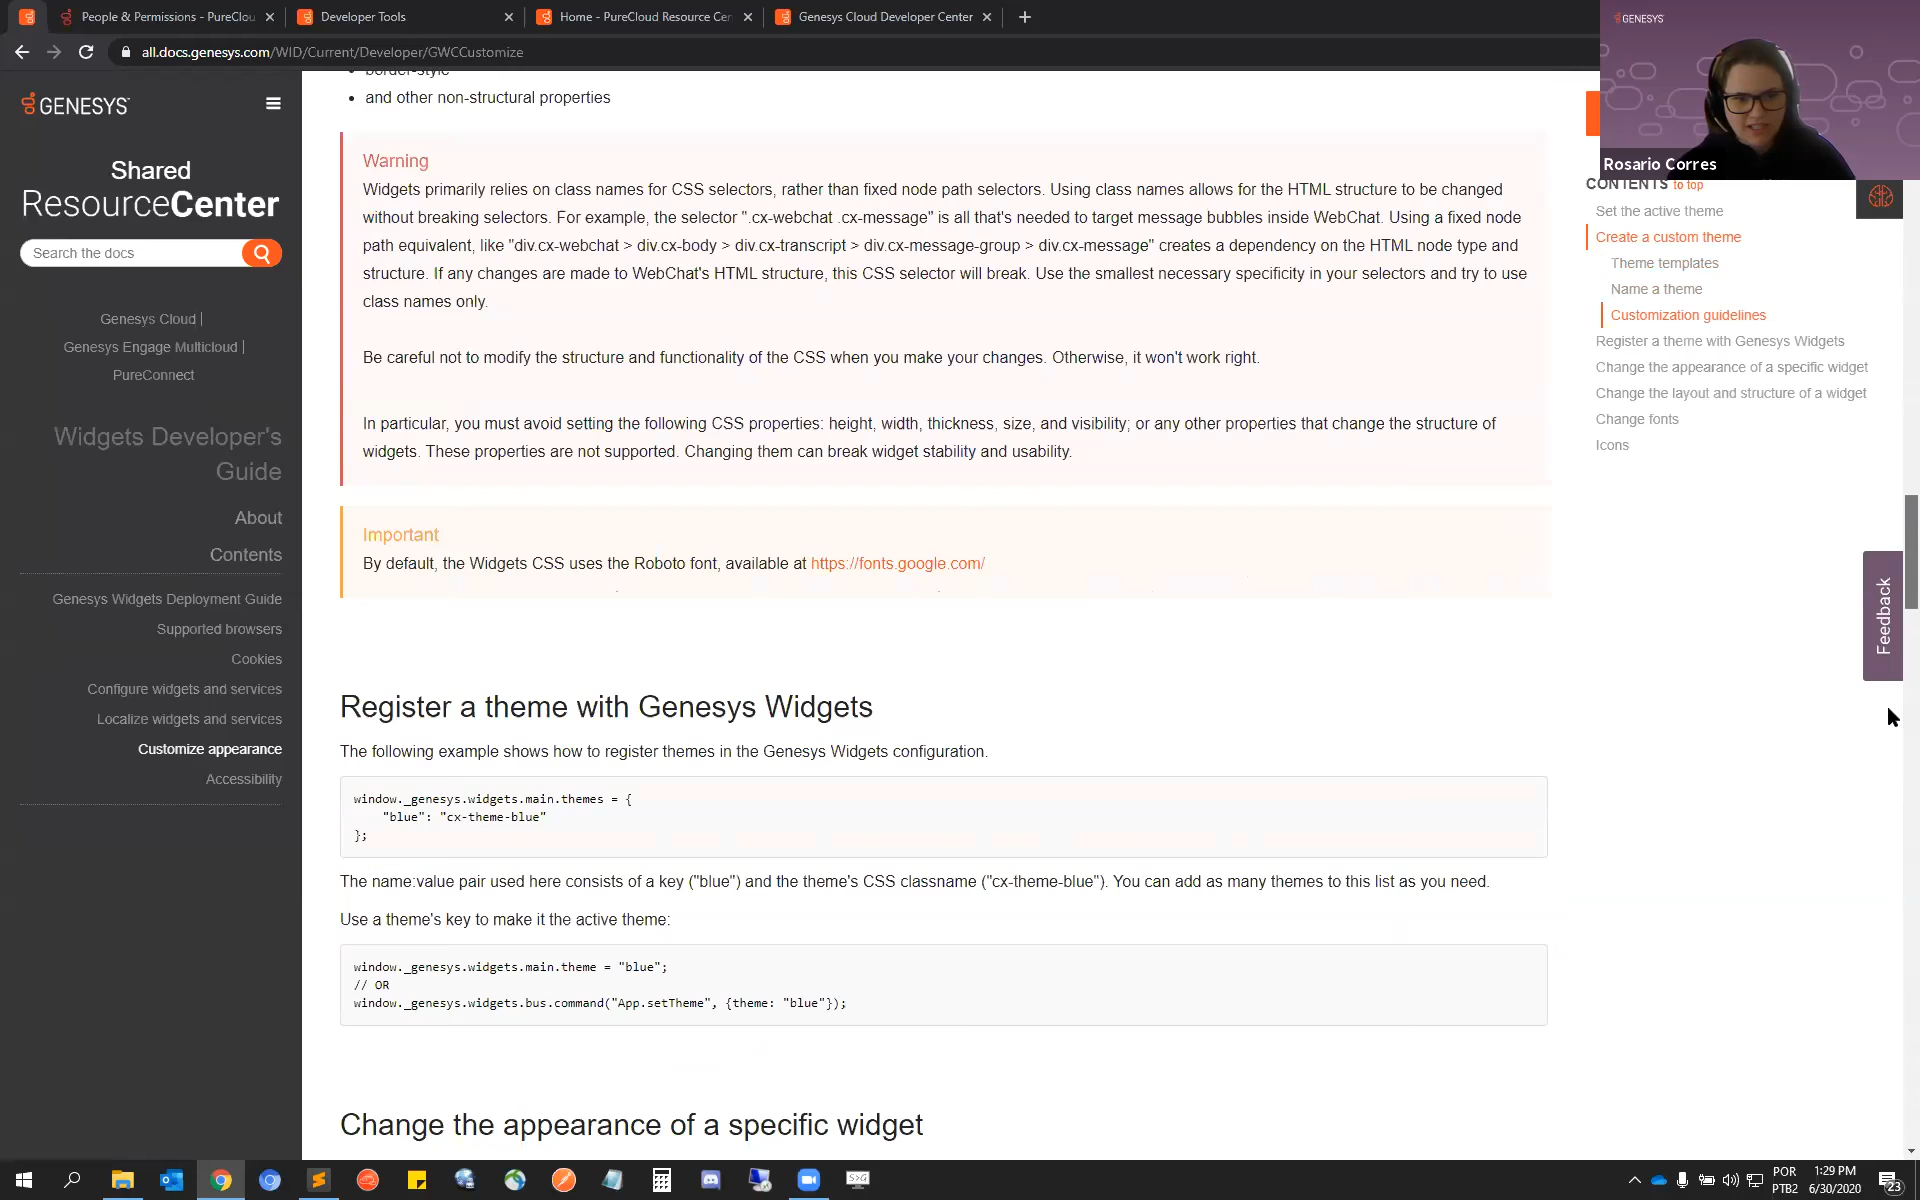 People & Permissions - PureClou
Developer Tools
Home - PureCloud Resource Cen
Genesys Cloud Developer Center
all.docs.genesys.com/WID/Current/Developer/GWCCustomize
GENESYS
Rosario Corres
GENESYS
Shared
ResourceCenter
Search the docs
Genesys Cloud |
Genesys Engage Multicloud |
PureConnect
Widgets Developer's
Guide
About
Contents
Genesys Widgets Deployment Guide
Supported browsers
Cookies
Configure widgets and services
Localize widgets and services
Customize appearance
Accessibility
border-style
and other non-structural properties
Warning
Widgets primarily relies on class names for CSS selectors, rather than fixed node path selectors. Using class names allows for the HTML structure to be changed
without breaking selectors. For example, the selector ".cx-webchat .cx-message" is all that's needed to target message bubbles inside WebChat. Using a fixed node
path equivalent, like "div.cx-webchat > div.cx-body > div.cx-transcript > div.cx-message-group > div.cx-message" creates a dependency on the HTML node type and
structure. If any changes are made to WebChat's HTML structure, this CSS selector will break. Use the smallest necessary specificity in your selectors and try to use
class names only.
Be careful not to modify the structure and functionality of the CSS when you make your changes. Otherwise, it won't work right.
In particular, you must avoid setting the following CSS properties: height, width, thickness, size, and visibility; or any other properties that change the structure of
widgets. These properties are not supported. Changing them can break widget stability and usability.
Important
By default, the Widgets CSS uses the Roboto font, available at https://fonts.google.com/
Register a theme with Genesys Widgets
The following example shows how to register themes in the Genesys Widgets configuration.
window._genesys.widgets.main.themes = {
"blue": "cx-theme-blue"
};
The name:value pair used here consists of a key ("blue") and the theme's CSS classname ("cx-theme-blue"). You can add as many themes to this list as you need.
Use a theme's key to make it the active theme:
window._genesys.widgets.main.theme = "blue";
// OR
window._genesys.widgets.bus.command("App.setTheme", {theme: "blue"});
Change the appearance of a specific widget
CONTENTS to top
Set the active theme
Create a custom theme
Theme templates
Name a theme
Customization guidelines
Register a theme with Genesys Widgets
Change the appearance of a specific widget
Change the layout and structure of a widget
Change fonts
Icons
Feedback
POR
PTB2
1:29 PM
6/30/2020
23